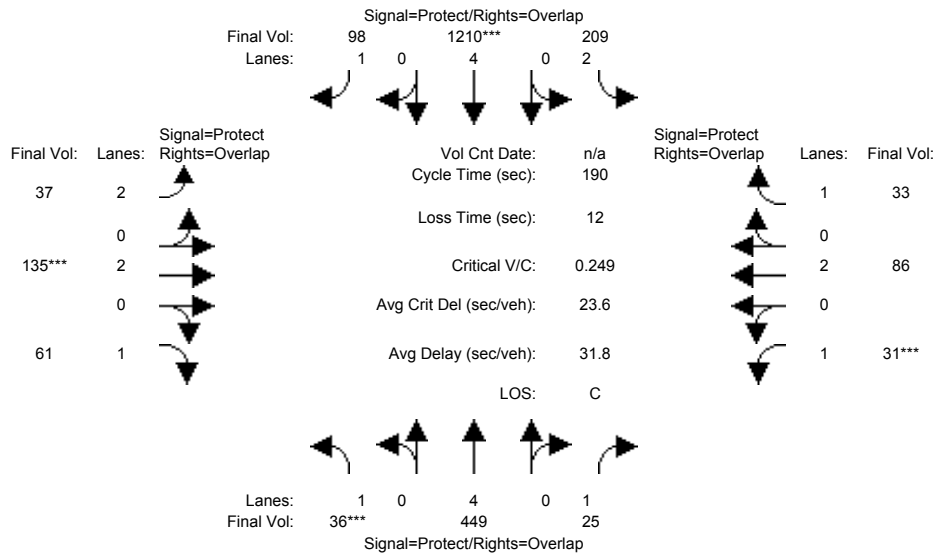 Signal=Protect/Rights=Overlap
Final Vol: 98 1210*** 209
Lanes: 1 0 4 0 2
Signal=Protect Signal=Protect
Final Vol: Lanes: Rights=Overlap Vol Cnt Date: n/a Rights=Overlap Lanes: Final Vol:
Cycle Time (sec): 190
37 2 1 33
Loss Time (sec): 12
0 0
135*** 2 Critical V/C: 0.249 2 86
0 Avg Crit Del (sec/veh): 23.6 0
61 1 Avg Delay (sec/veh): 31.8 1 31***
LOS: C
Lanes: 1 0 4 0 1
Final Vol: 36*** 449 25
Signal=Protect/Rights=Overlap